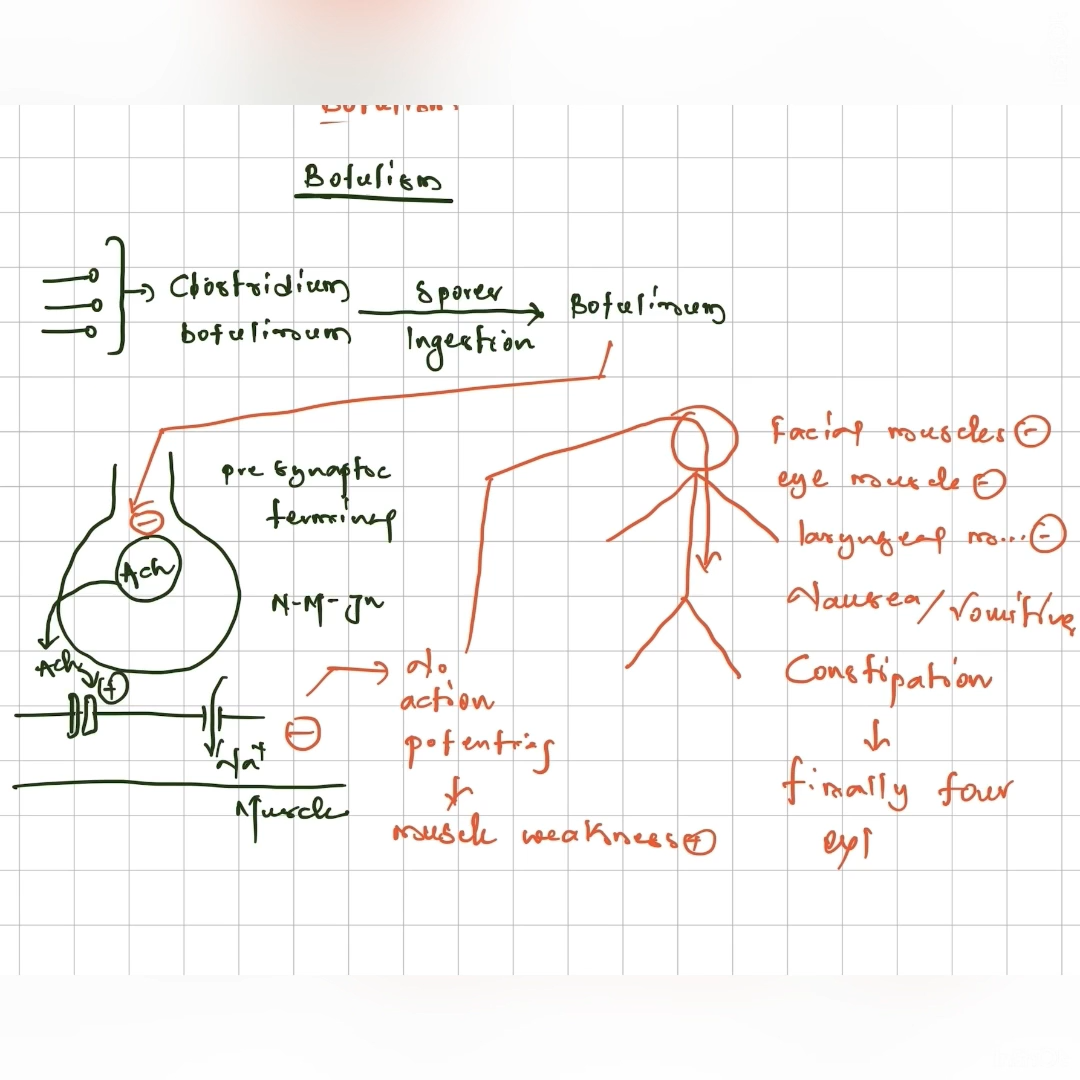 Botulism
Clostridium
botulinum
Spores
Ingestion
Botulinum
pre synaptic
terminal
Ach
N-M-Jn
Ach
+
Na+
Muscle
-
-
No
action
potential
muscle weakness +
Facial muscles -
eye muscle -
laryngeal m... -
Nausea/Vomiting
Constipation
finally four